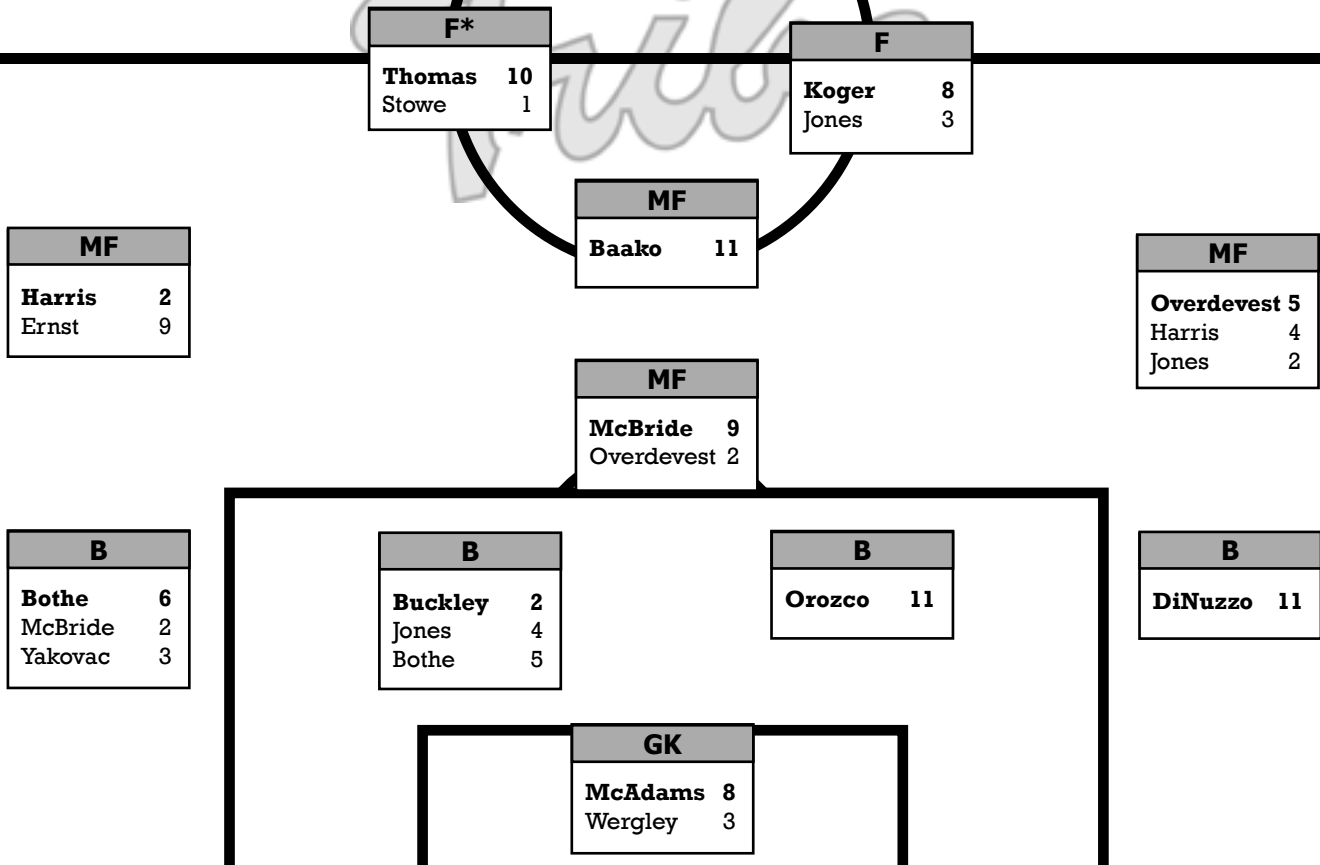 Tribe
F*
Thomas 10
Stowe 1
F
Koger 8
Jones 3
MF
Baako 11
MF
Harris 2
Ernst 9
MF
Overdevest 5
Harris 4
Jones 2
MF
McBride 9
Overdevest 2
B
Bothe 6
McBride 2
Yakovac 3
B
Buckley 2
Jones 4
Bothe 5
B
Orozco 11
B
DiNuzzo 11
GK
McAdams 8
Wergley 3